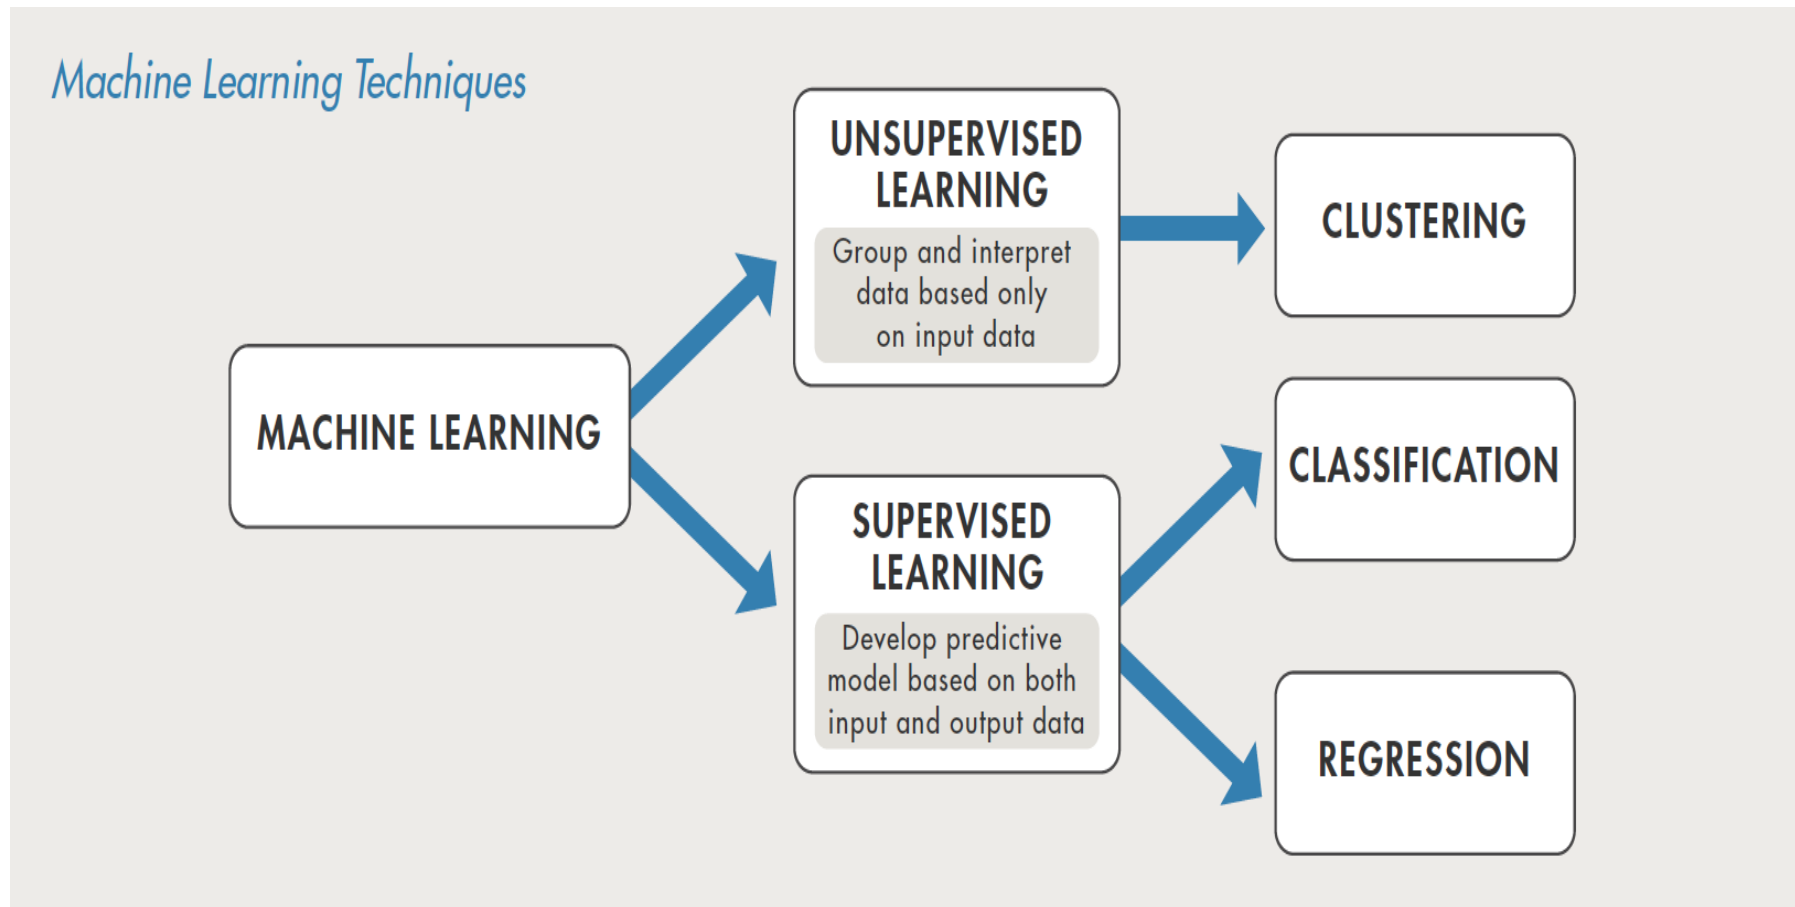 Machine Learning Techniques
MACHINE LEARNING
UNSUPERVISED
LEARNING
Group and interpret
data based only
on input data
CLUSTERING
SUPERVISED
LEARNING
Develop predictive
model based on both
input and output data
CLASSIFICATION
REGRESSION